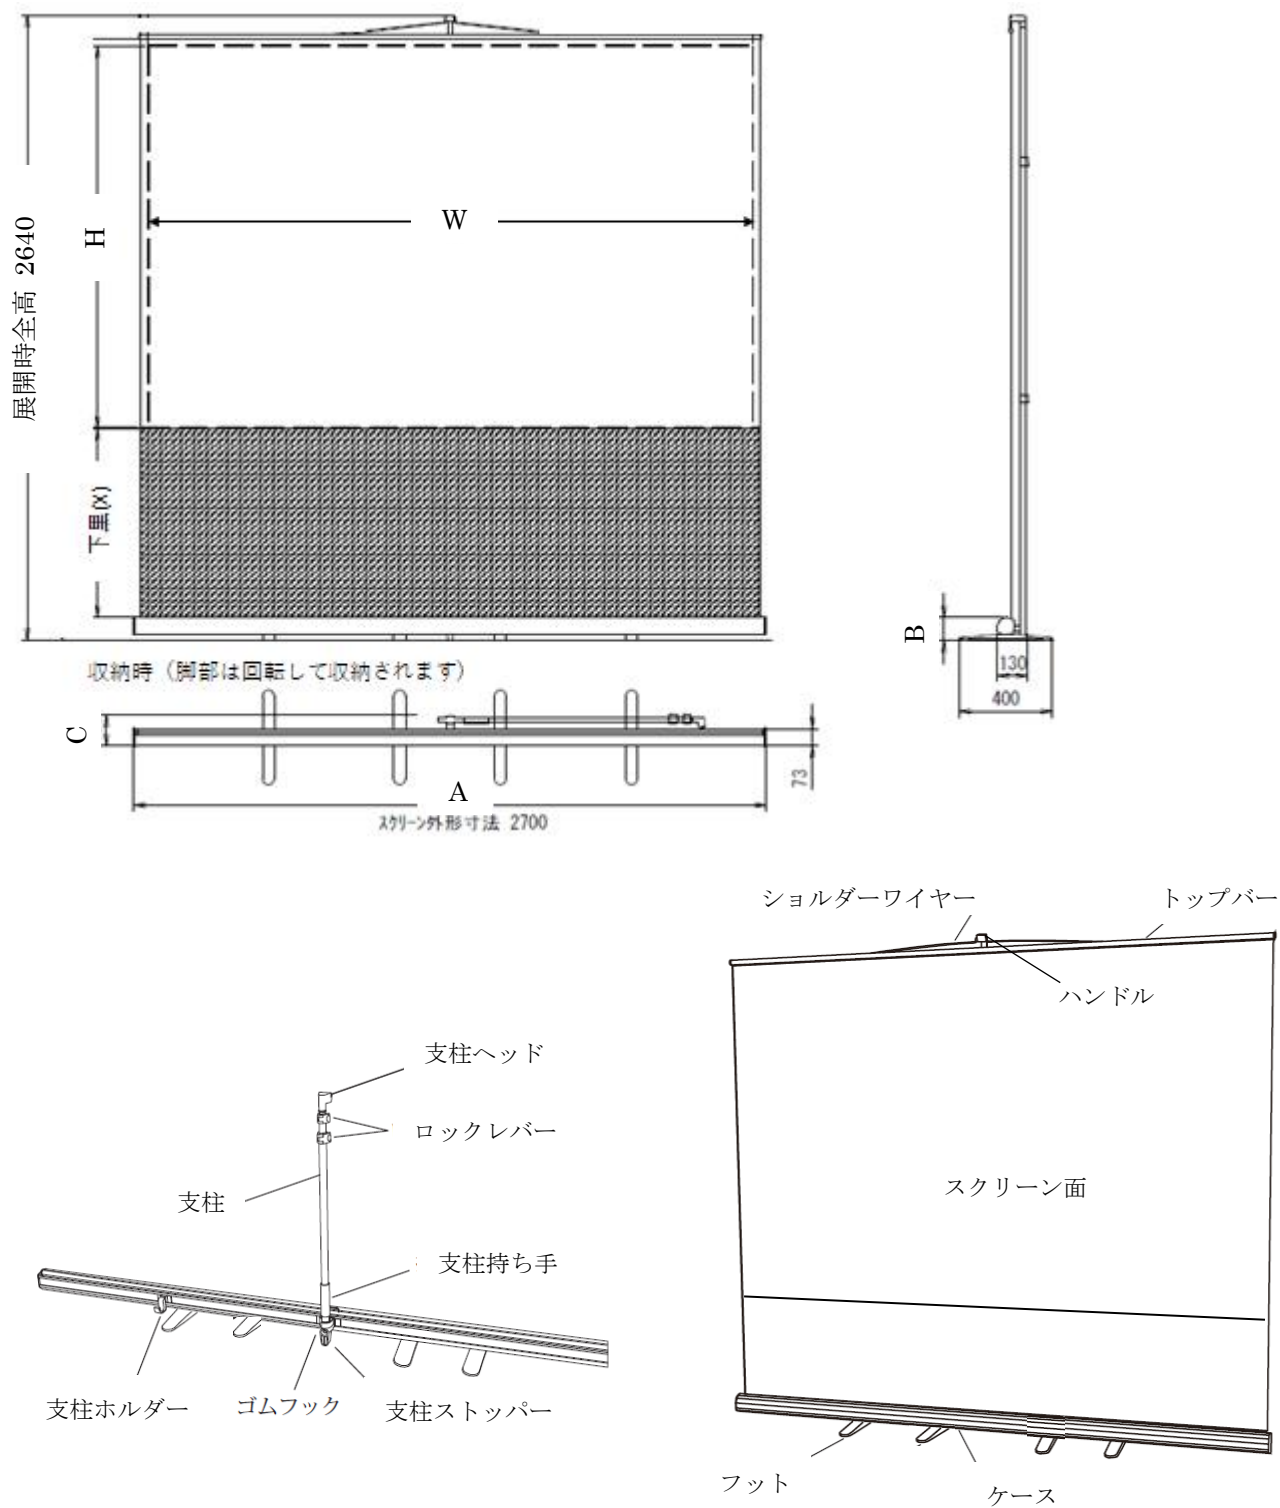 展開時全高 2640
H
W
下黒(X)
B
130
400
収納時（脚部は回転して収納されます）
C
A
73
スクリーン外形寸法 2700
ショルダーワイヤー
トップバー
ハンドル
支柱ヘッド
ロックレバー
支柱
スクリーン面
支柱持ち手
支柱ホルダー
ゴムフック
支柱ストッパー
フット
ケース